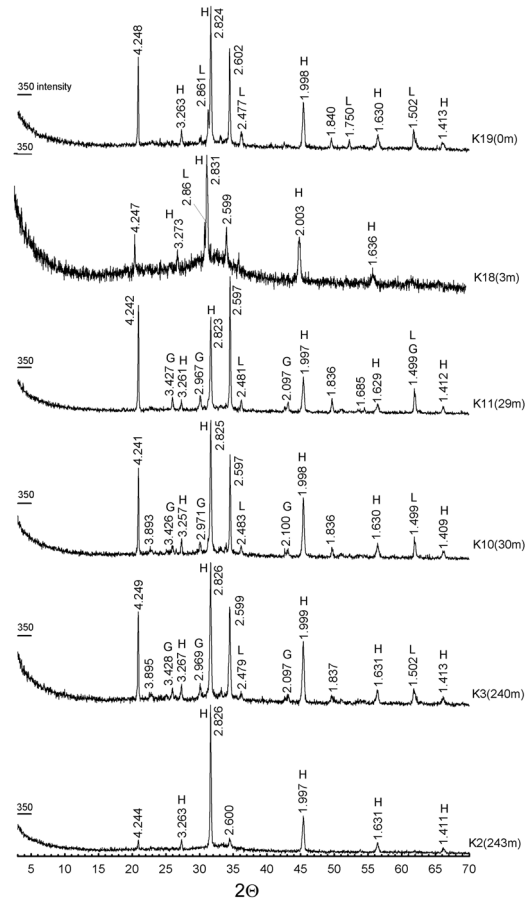 H
2.824
4.248
2.602
350 intensity
H
3.263
L
2.861
L
2.477
H
1.998
1.840
L
1.750
H
1.630
L
1.502
H
1.413
K19(0m)
350
H
2.831
L
2.86
4.247
H
3.273
2.599
H
2.003
H
1.636
K18(3m)
4.242
2.597
H
2.823
350
G
3.427
H
3.261
G
2.967
L
2.481
G
2.097
H
1.997
1.836
1.685
H
1.629
L
1.499G
H
1.412
K11(29m)
H
2.825
4.241
2.597
350
3.893
G
3.426
H
3.257
G
2.971
L
2.483
G
2.100
H
1.998
1.836
H
1.630
L
1.499
H
1.409
K10(30m)
H
2.826
4.249
2.599
350
3.895
G
3.428
H
3.267
G
2.969
L
2.479
G
2.097
H
1.999
1.837
H
1.631
L
1.502
H
1.413
K3(240m)
H
2.826
350
4.244
H
3.263
2.600
H
1.997
H
1.631
H
1.411
K2(243m)
5 10 15 20 25 30 35 40 45 50 55 60 65 70
2Θ